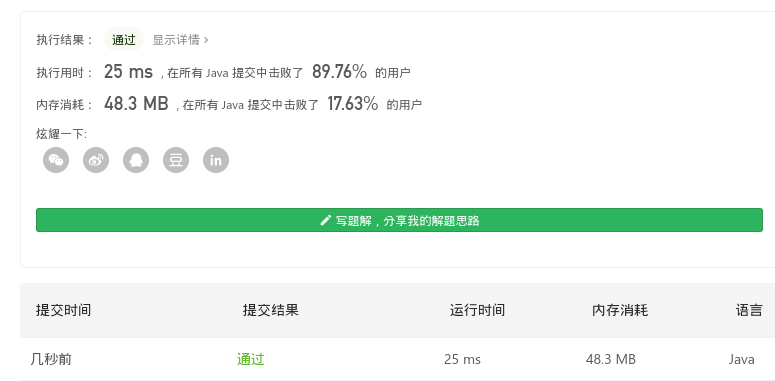 执行结果： 通过 显示详情 >
执行用时： 25 ms , 在所有 Java 提交中击败了 89.76% 的用户
内存消耗： 48.3 MB , 在所有 Java 提交中击败了 17.63% 的用户
炫耀一下:
豆 in
写题解，分享我的解题思路
提交时间 提交结果 运行时间 内存消耗 语言
几秒前 通过 25 ms 48.3 MB Java